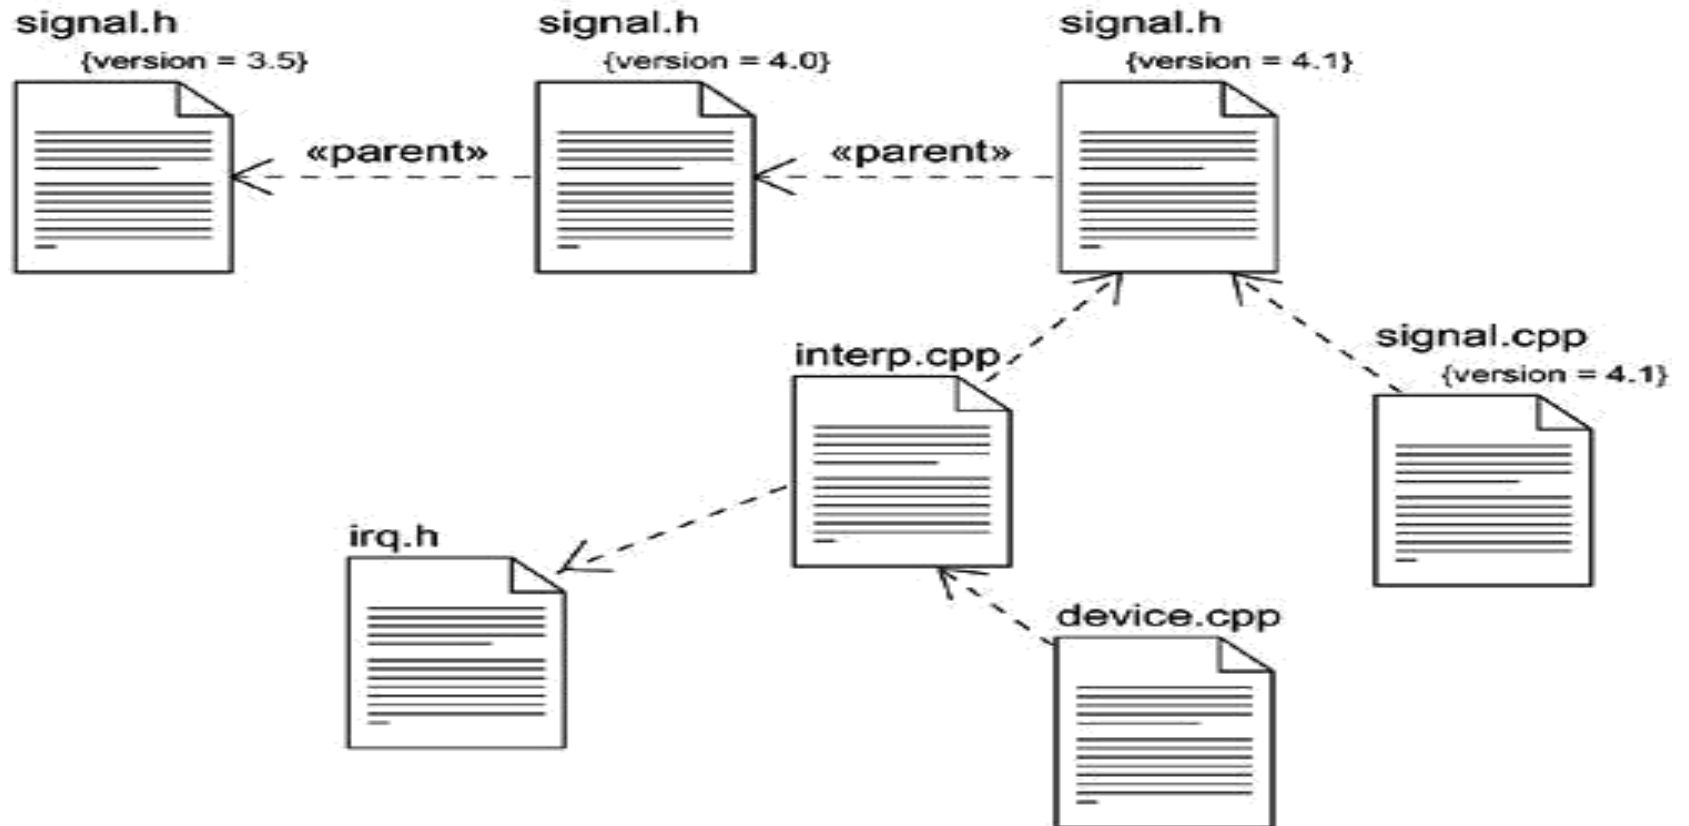 signal.h
{version = 3.5}
signal.h
{version = 4.0}
signal.h
{version = 4.1}
«parent»
«parent»
signal.cpp
{version = 4.1}
interp.cpp
irq.h
device.cpp